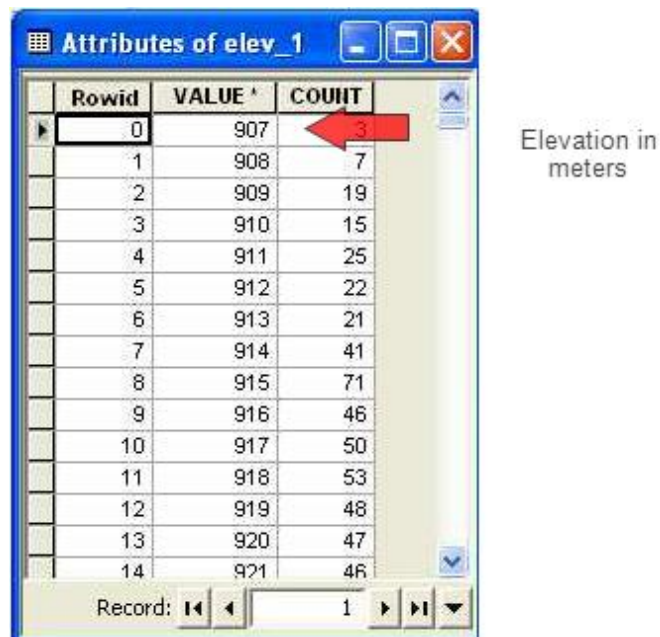 Attributes of elev_1
Rowid VALUE * COUNT
0 907 3
1 908 7
2 909 19
3 910 15
4 911 25
5 912 22
6 913 21
7 914 41
8 915 71
9 916 46
10 917 50
11 918 53
12 919 48
13 920 47
14 921 46
Record: 1
Elevation in
meters